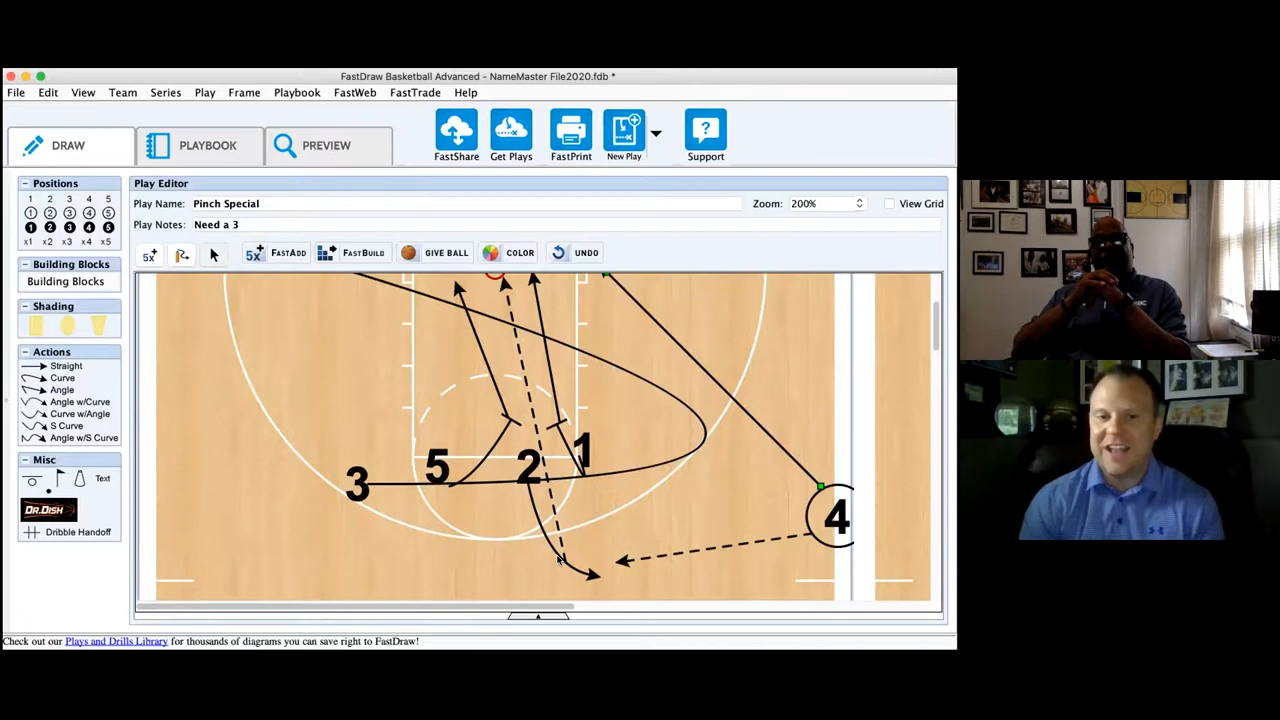 FastDraw Basketball Advanced - NameMaster File2020.fdb *
File Edit View Team Series Play Frame Playbook FastWeb FastTrade Help
DRAW PLAYBOOK PREVIEW
FastShare Get Plays FastPrint New Play Support
Positions
1 2 3 4 5
1 2 3 4 5
1 2 3 4 5
x1 x2 x3 x4 x5
Building Blocks
Building Blocks
Shading
Actions
Straight
Curve
Angle
Angle w/Curve
Curve w/Angle
S Curve
Angle w/S Curve
Misc
Text
DR. DISH
Dribble Handoff
Play Editor
Play Name: Pinch Special Zoom: 200% View Grid
Play Notes: Need a 3
5x FASTADD FASTBUILD GIVE BALL COLOR UNDO
3 5 2 1
4
Check out our Plays and Drills Library for thousands of diagrams you can save right to FastDraw!